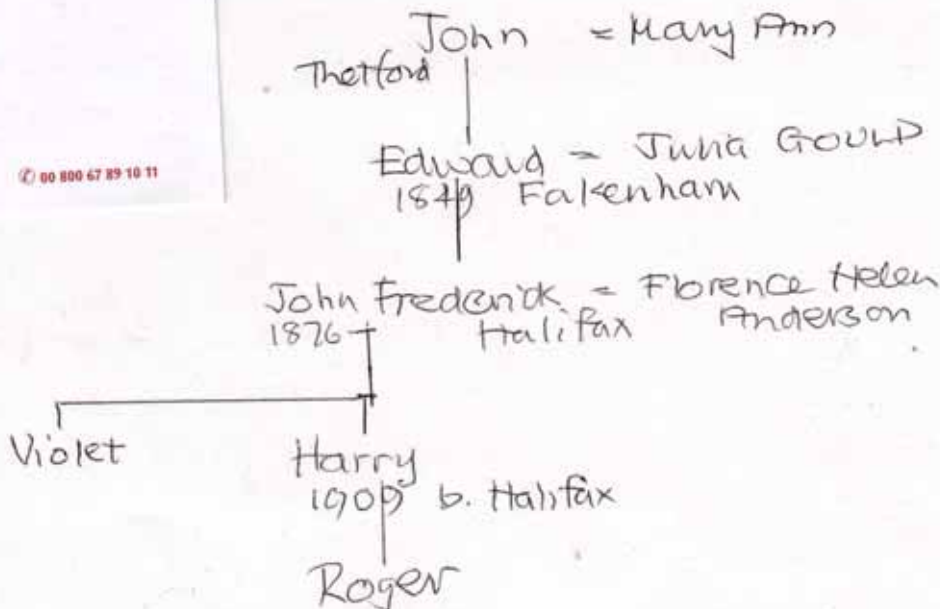 John = Mary Ann
Thetford
✆ 00 800 67 89 10 11
Edward = Julia GOULD
1849 Fakenham
John Frederick = Florence Helen
1876 Halifax Anderson
Violet Harry
1909 b. Halifax
Roger